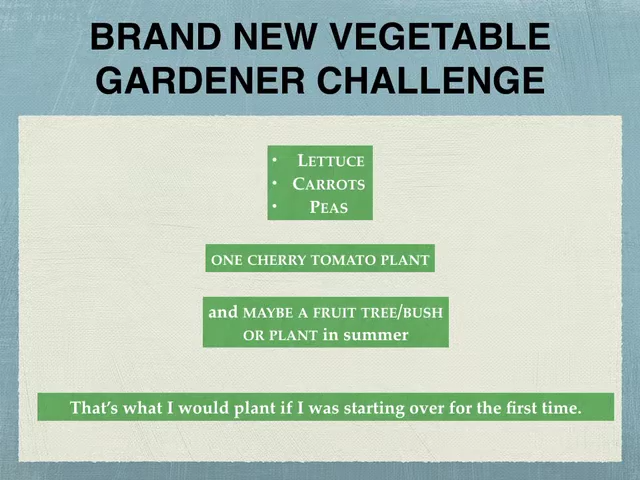 BRAND NEW VEGETABLE
GARDENER CHALLENGE
• LETTUCE
• CARROTS
• PEAS
ONE CHERRY TOMATO PLANT
and MAYBE A FRUIT TREE/BUSH
OR PLANT in summer
That's what I would plant if I was starting over for the first time.